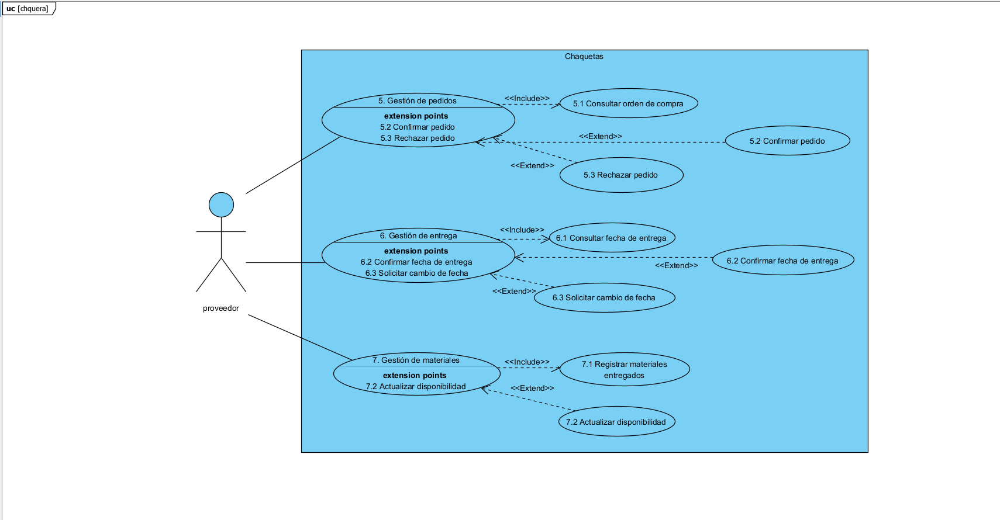 uc [chquera]
Chaquetas
5. Gestión de pedidos
extension points
5.2 Confirmar pedido
5.3 Rechazar pedido
<<Include>>
5.1 Consultar orden de compra
<<Extend>>
5.2 Confirmar pedido
<<Extend>>
5.3 Rechazar pedido
6. Gestión de entrega
extension points
6.2 Confirmar fecha de entrega
6.3 Solicitar cambio de fecha
<<Include>>
6.1 Consultar fecha de entrega
<<Extend>>
6.2 Confirmar fecha de entrega
<<Extend>>
6.3 Solicitar cambio de fecha
proveedor
7. Gestión de materiales
extension points
7.2 Actualizar disponibilidad
<<Include>>
7.1 Registrar materiales
entregados
<<Extend>>
7.2 Actualizar disponibilidad